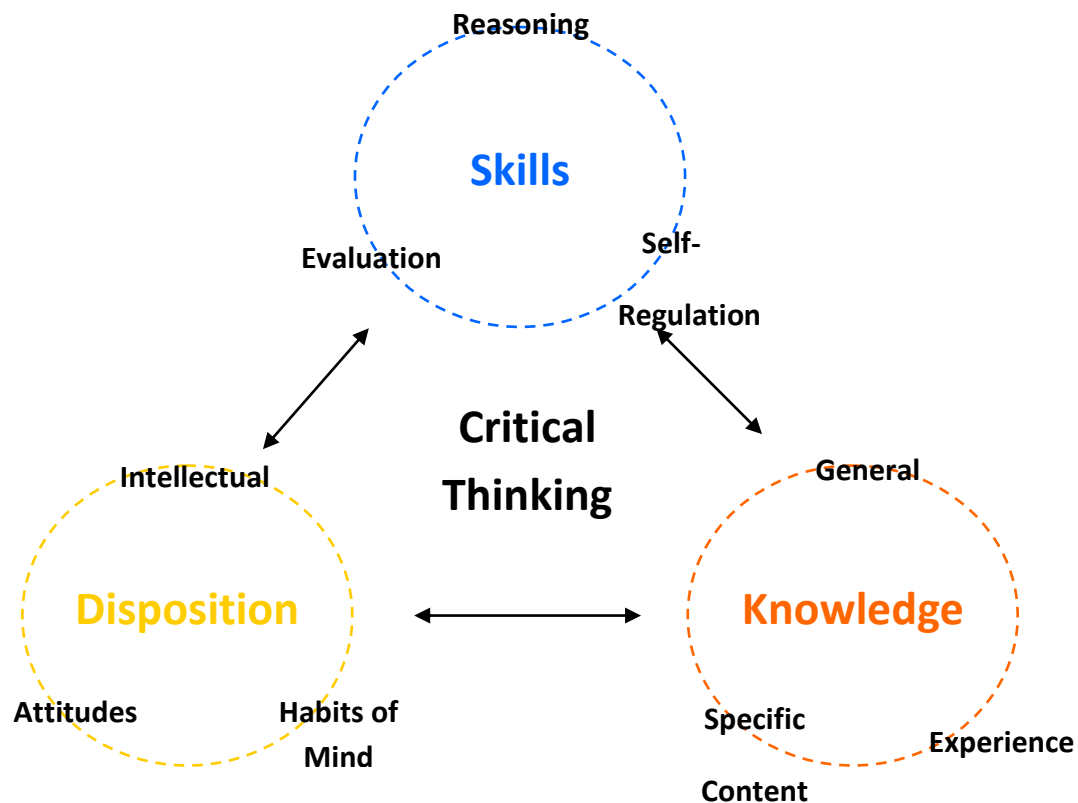 Reasoning
Skills
Evaluation
Self-
Regulation
Critical
Thinking
Intellectual
Disposition
Attitudes
Habits of
Mind
General
Knowledge
Specific
Content
Experience